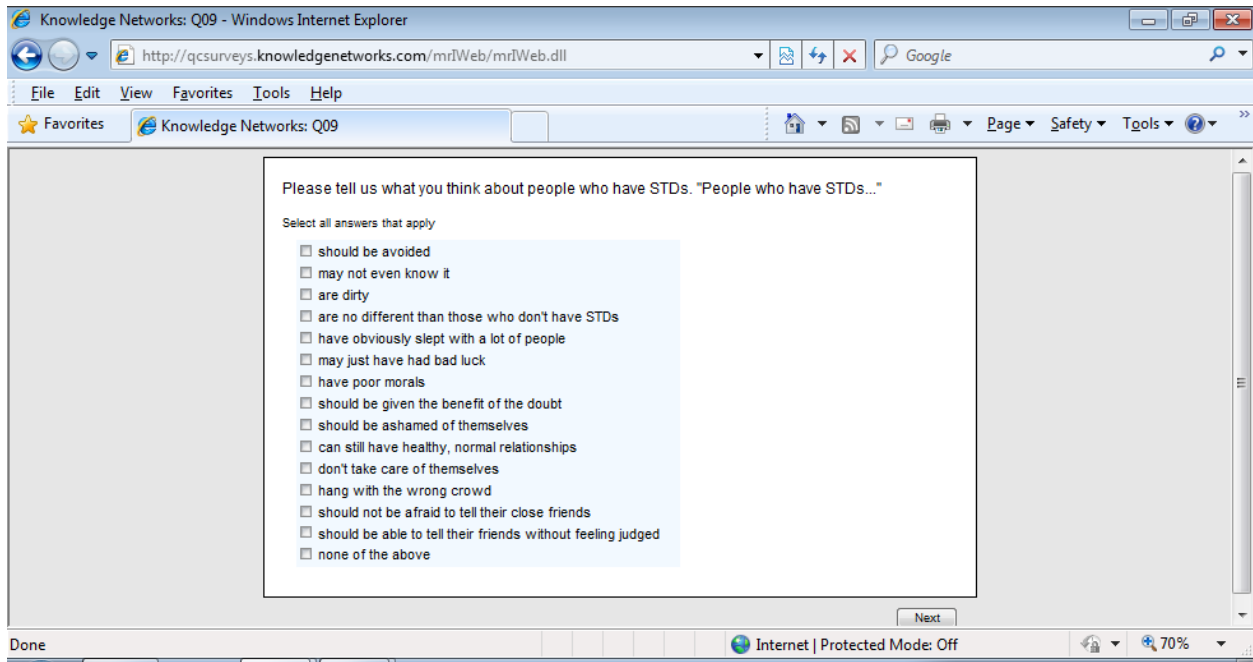 Knowledge Networks: Q09 - Windows Internet Explorer
http://qcsurveys.knowledgenetworks.com/mrIWeb/mrIWeb.dll
Google
File Edit View Favorites Tools Help
Favorites
Knowledge Networks: Q09
Page Safety Tools
Please tell us what you think about people who have STDs. "People who have STDs..."
Select all answers that apply
should be avoided
may not even know it
are dirty
are no different than those who don't have STDs
have obviously slept with a lot of people
may just have had bad luck
have poor morals
should be given the benefit of the doubt
should be ashamed of themselves
can still have healthy, normal relationships
don't take care of themselves
hang with the wrong crowd
should not be afraid to tell their close friends
should be able to tell their friends without feeling judged
none of the above
Next
Done
Internet | Protected Mode: Off
70%